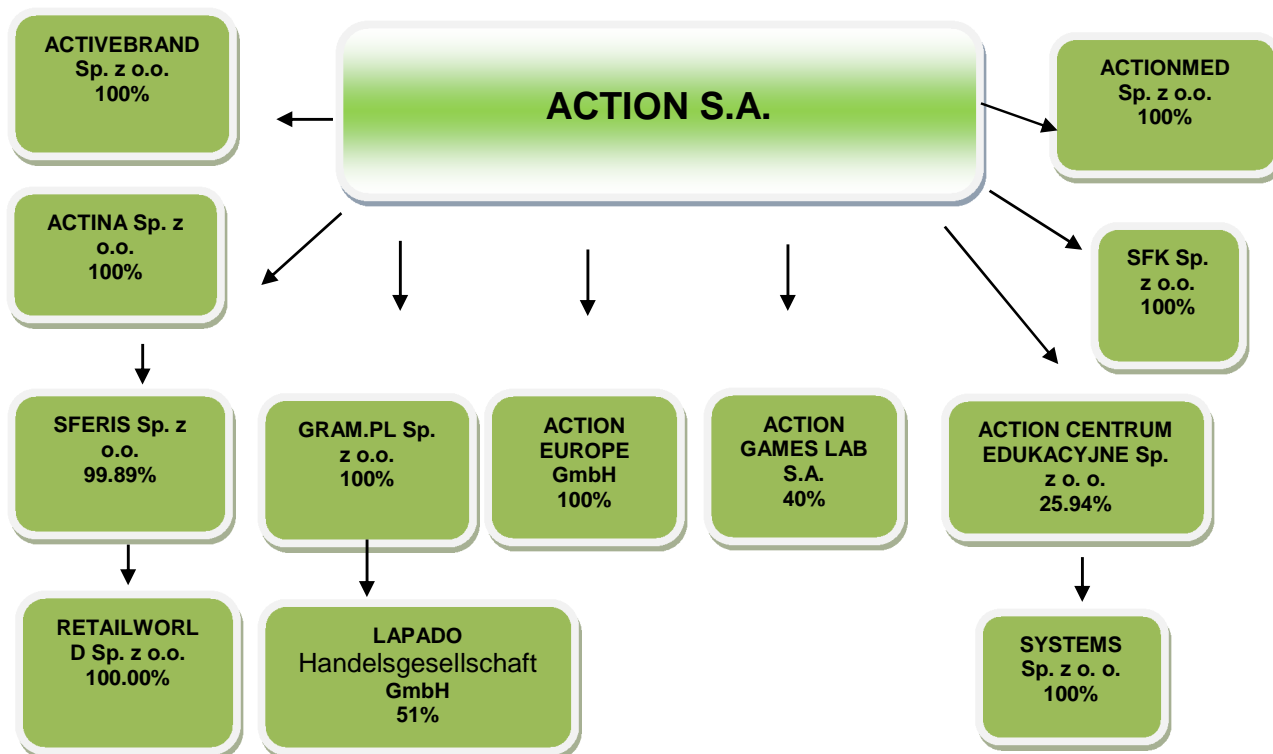 ACTIVEBRAND
Sp. z o.o.
100%
ACTION S.A.
ACTIONMED
Sp. z o.o.
100%
ACTINA Sp. z
o.o.
100%
SFK Sp.
z o.o.
100%
SFERIS Sp. z
o.o.
99.89%
GRAM.PL Sp.
z o.o.
100%
ACTION
EUROPE
GmbH
100%
ACTION
GAMES LAB
S.A.
40%
ACTION CENTRUM
EDUKACYJNE Sp.
z o. o.
25.94%
RETAILWORL
D Sp. z o.o.
100.00%
LAPADO
Handelsgesellschaft
GmbH
51%
SYSTEMS
Sp. z o. o.
100%